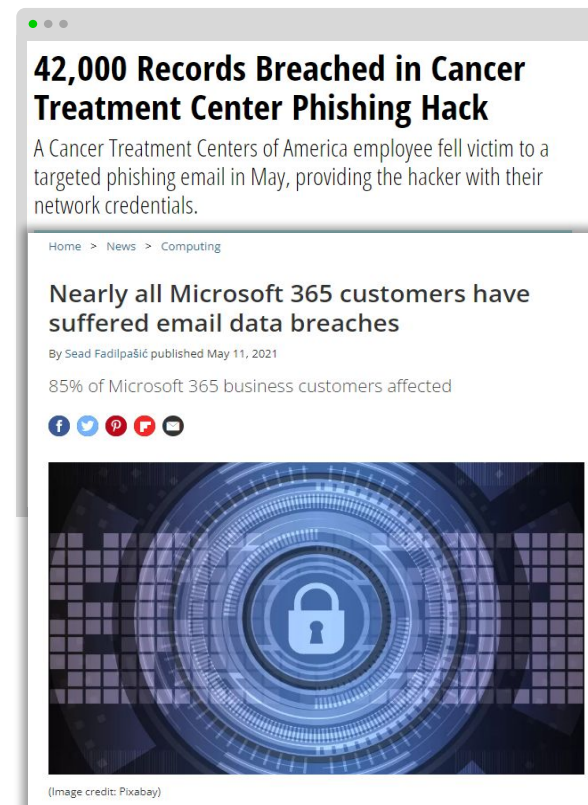 42,000 Records Breached in Cancer
Treatment Center Phishing Hack
A Cancer Treatment Centers of America employee fell victim to a
targeted phishing email in May, providing the hacker with their
network credentials.
Home > News > Computing
Nearly all Microsoft 365 customers have
suffered email data breaches
By Sead Fadilpašić published May 11, 2021
85% of Microsoft 365 business customers affected
(Image credit: Pixabay)